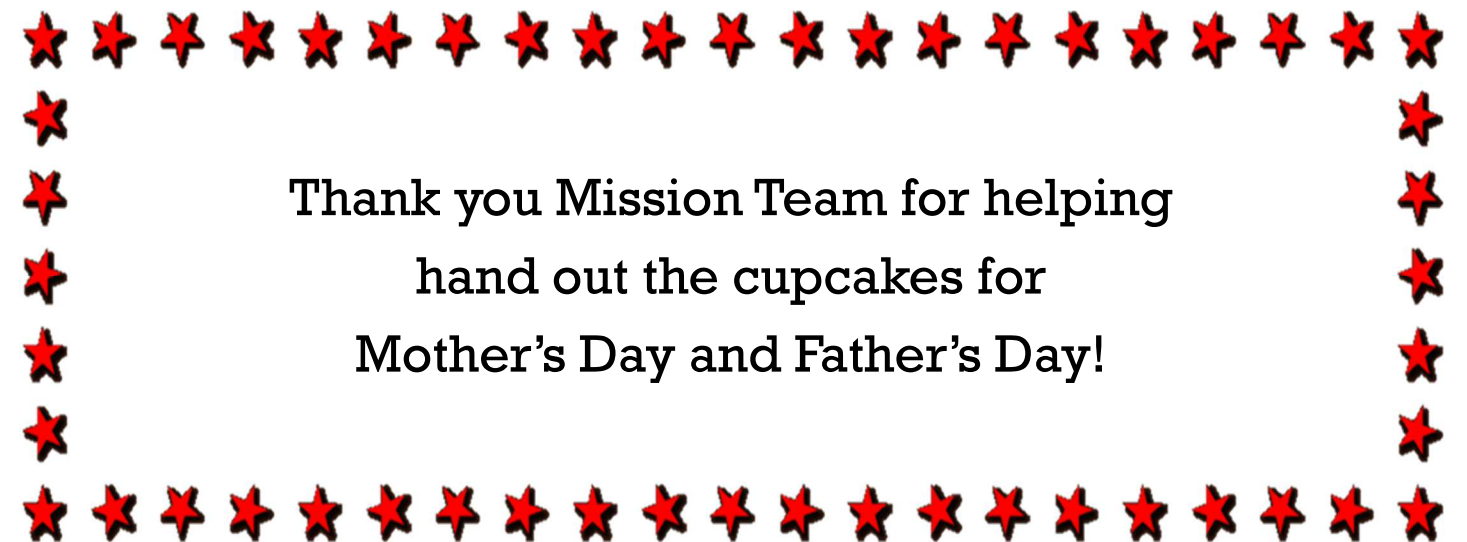 Thank you Mission Team for helping
hand out the cupcakes for
Mother’s Day and Father’s Day!